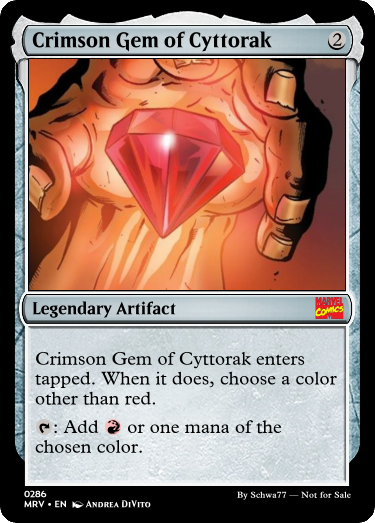 Crimson Gem of Cyttorak 2
Legendary Artifact
MARVEL
COMICS
Crimson Gem of Cyttorak enters
tapped. When it does, choose a color
other than red.
: Add or one mana of the
chosen color.
0286
MRV • EN Andrea DiVito
By Schwa77 — Not for Sale